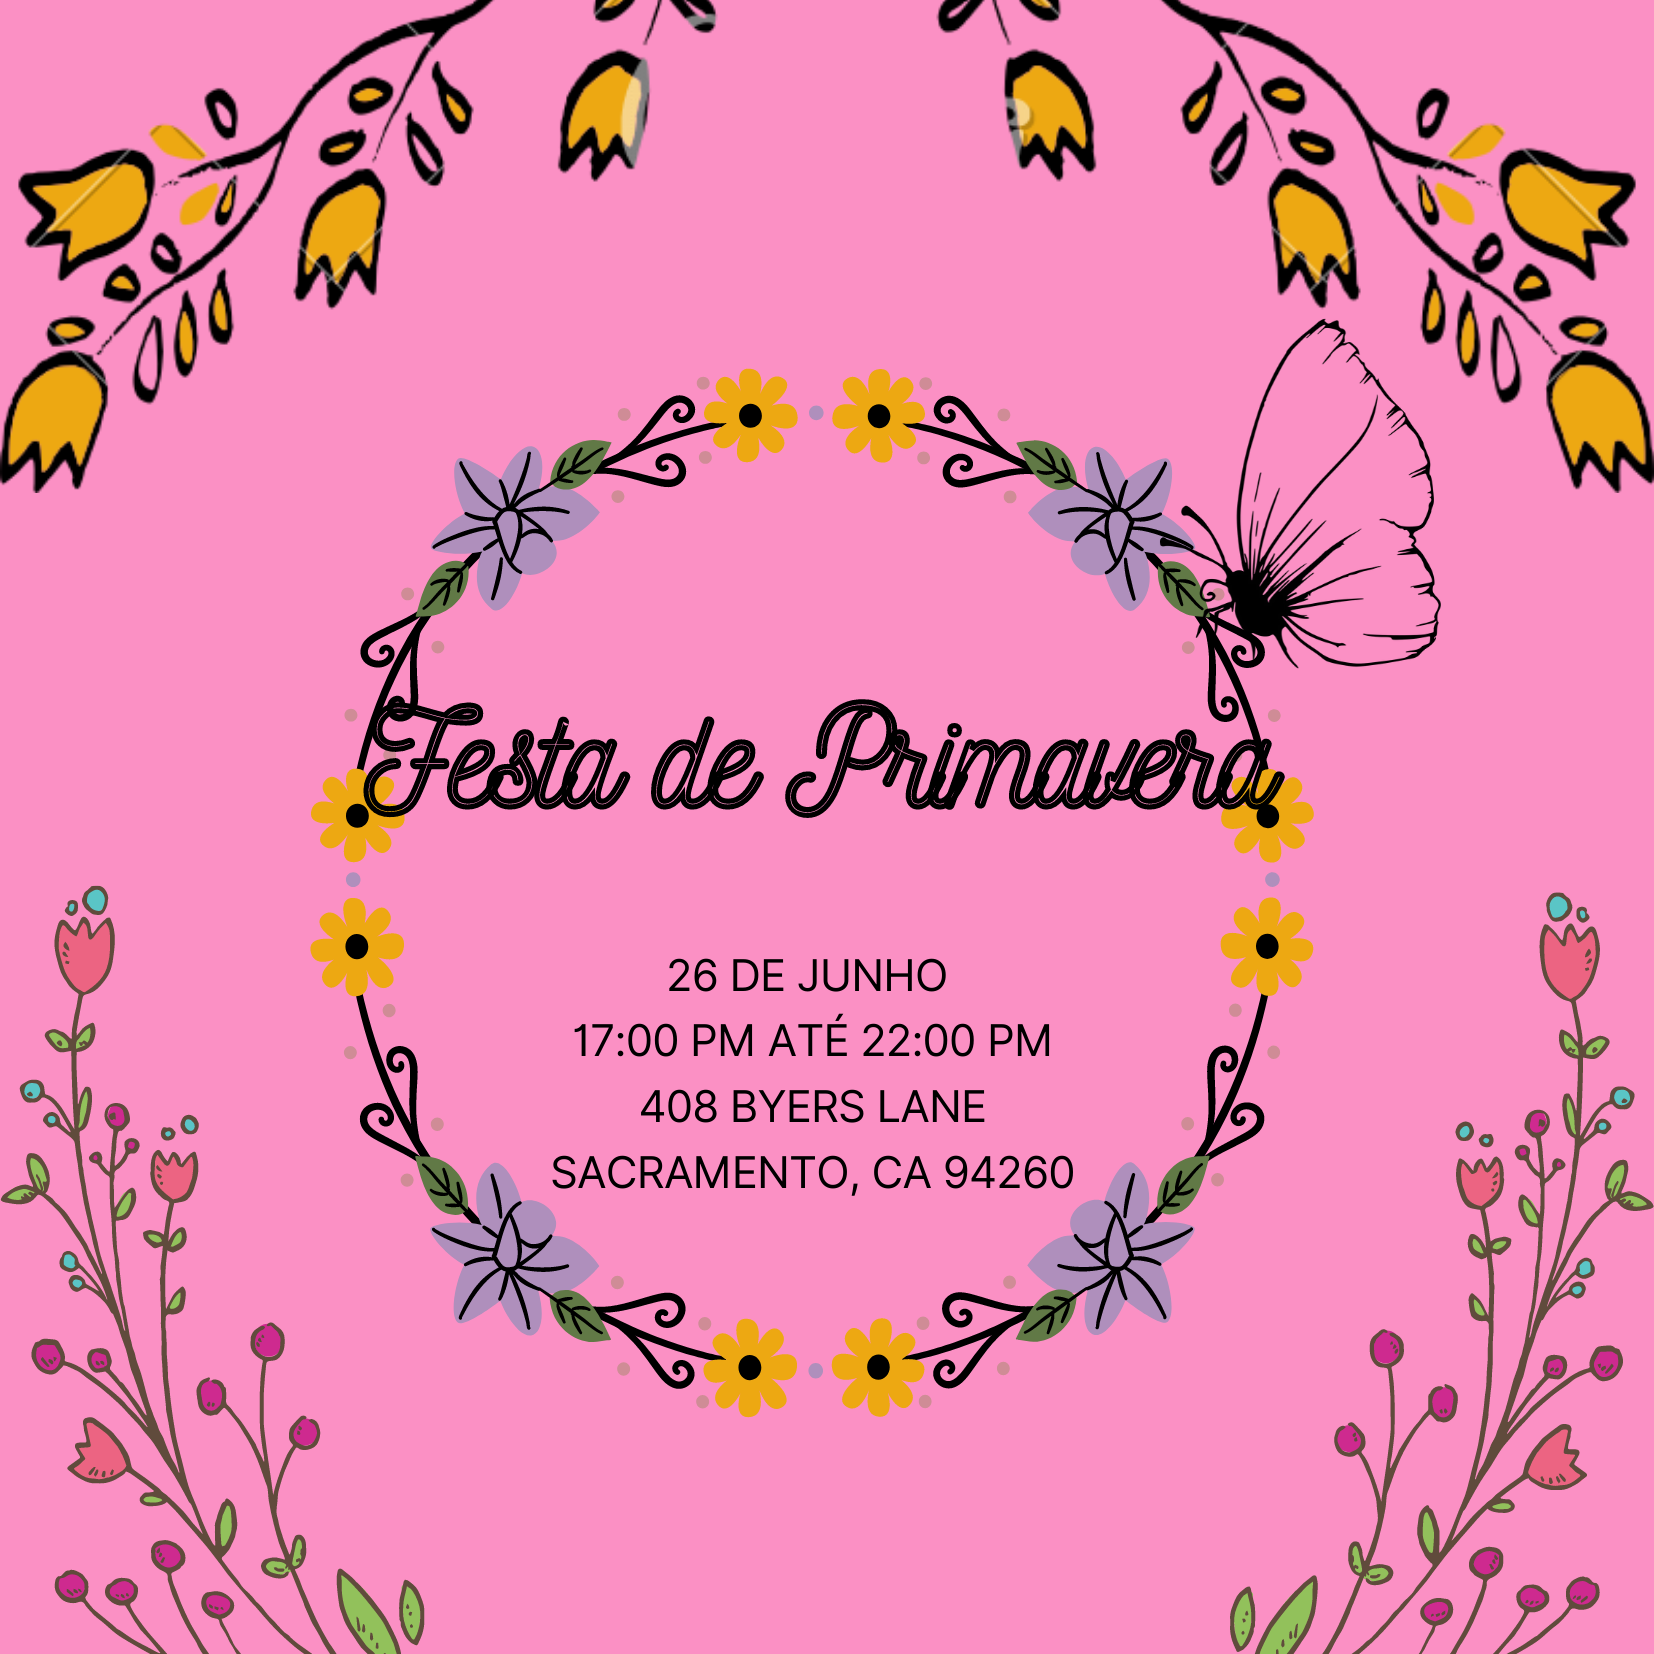 Festa de Primavera
26 DE JUNHO
17:00 PM ATÉ 22:00 PM
408 BYERS LANE
SACRAMENTO, CA 94260